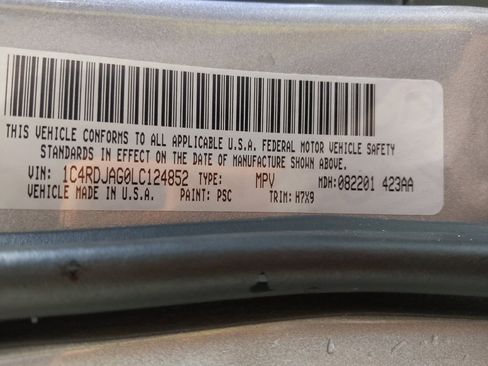 THIS VEHICLE CONFORMS TO ALL APPLICABLE U.S.A. FEDERAL MOTOR VEHICLE SAFETY
STANDARDS IN EFFECT ON THE DATE OF MANUFACTURE SHOWN ABOVE.
VIN: 1C4RDJAG0LC124852 TYPE: MPV MDH: 082201 423AA
VEHICLE MADE IN U.S.A. PAINT: PSC TRIM: H7X9